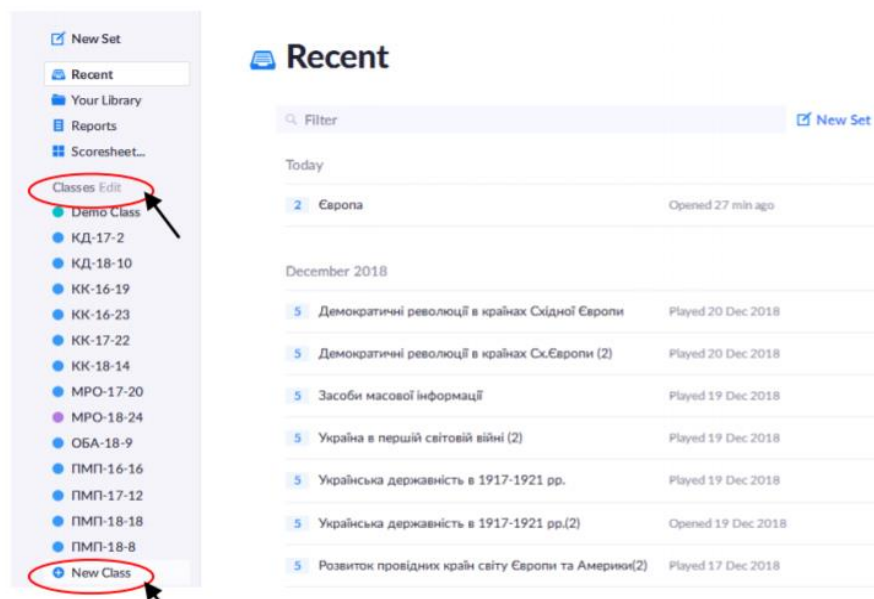 New Set
Recent
Your Library
Reports
Scoresheet...
Classes Edit
Demo Class
КД-17-2
КД-18-10
КК-16-19
КК-16-23
КК-17-22
КК-18-14
МРО-17-20
МРО-18-24
ОБА-18-9
ПМП-16-16
ПМП-17-12
ПМП-18-18
ПМП-18-8
New Class
Recent
Filter New Set
Today
2 Європа Opened 27 min ago
December 2018
5 Демократичні революції в країнах Східної Європи Played 20 Dec 2018
5 Демократичні революції в країнах Сх.Європи (2) Played 20 Dec 2018
5 Засоби масової інформації Played 19 Dec 2018
5 Україна в першій світовій війні (2) Played 19 Dec 2018
5 Українська державність в 1917-1921 рр. Played 19 Dec 2018
5 Українська державність в 1917-1921 рр.(2) Opened 19 Dec 2018
5 Розвиток провідних країн світу Європи та Америки(2) Played 17 Dec 2018